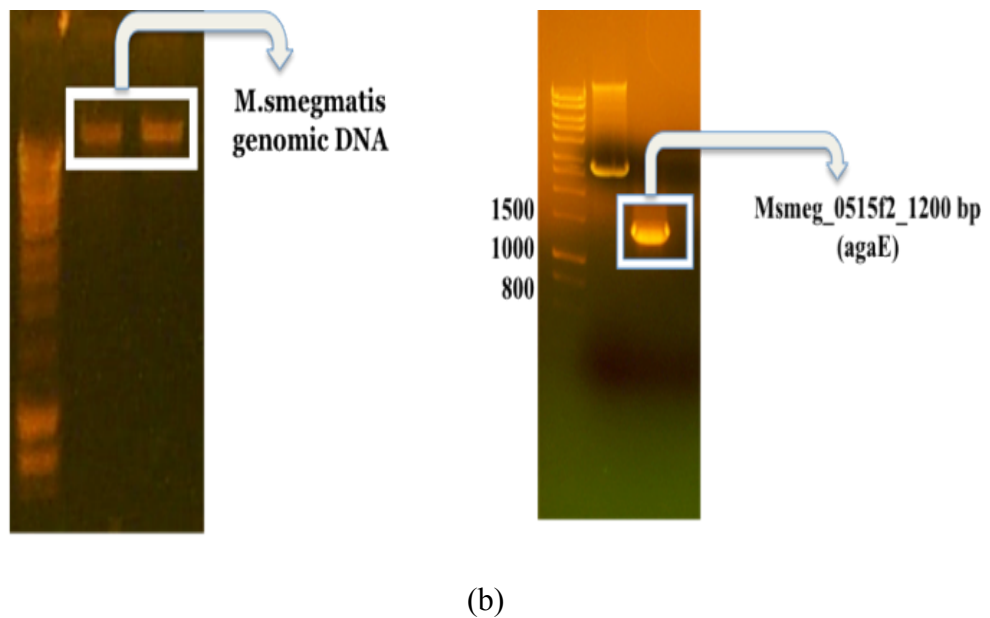 M.smegmatis
genomic DNA
1500
1000
800
Msmeg_0515f2_1200 bp
(agaE)
(b)